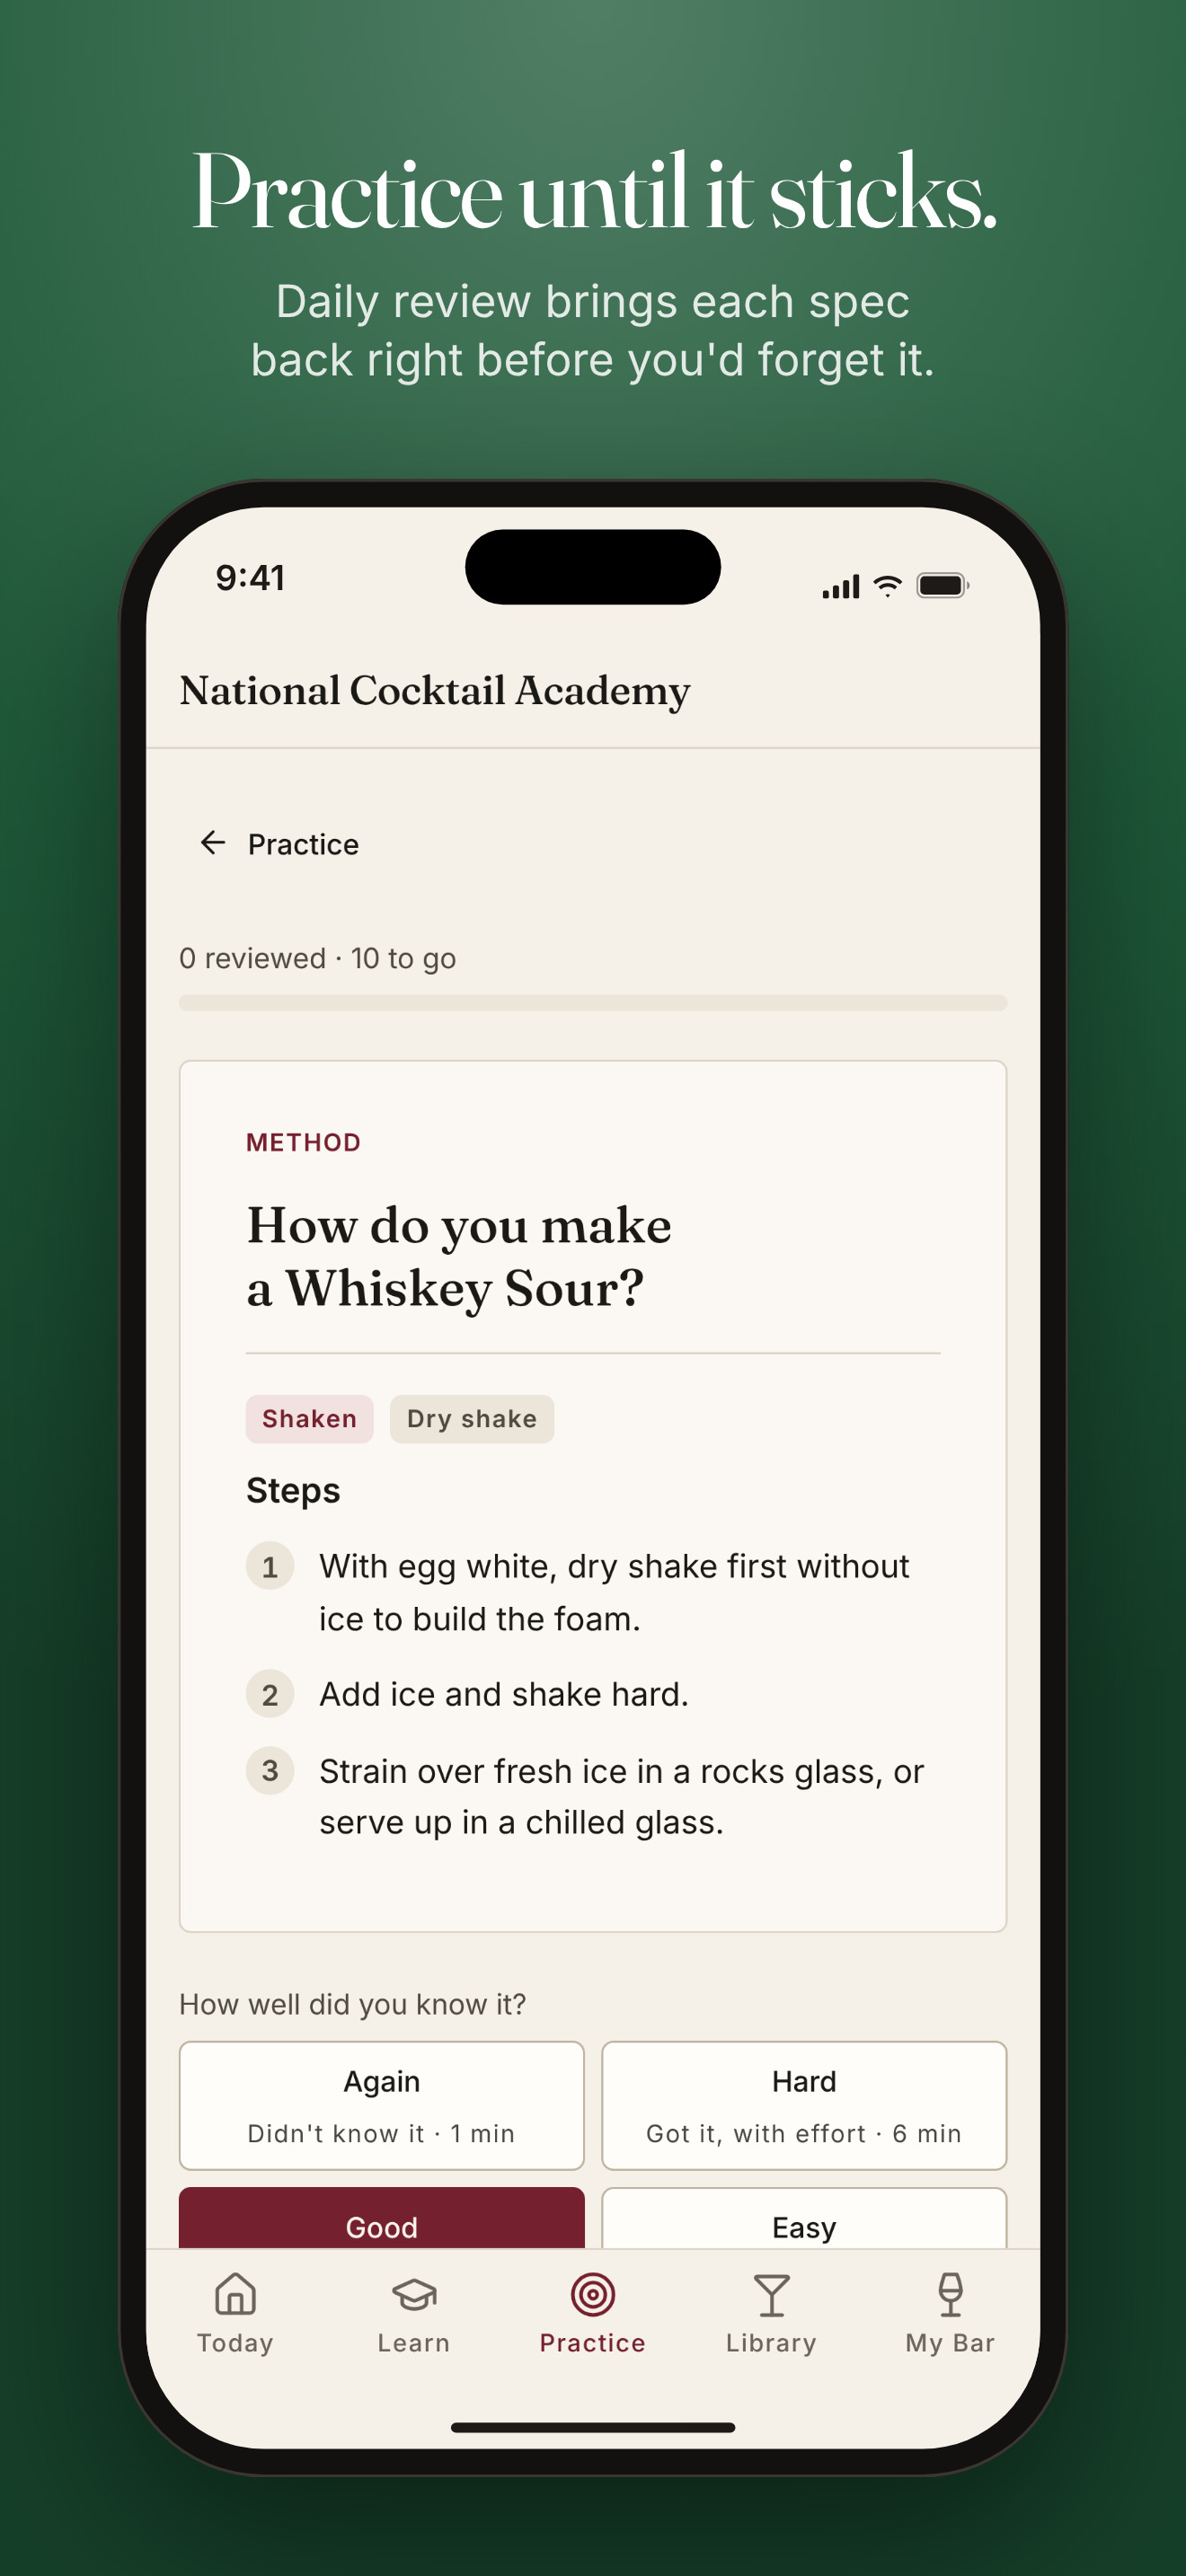 Practice until it sticks.
Daily review brings each spec
back right before you'd forget it.
9:41
National Cocktail Academy
← Practice
0 reviewed · 10 to go
METHOD
How do you make
a Whiskey Sour?
Shaken Dry shake
Steps
1 With egg white, dry shake first without
ice to build the foam.
2 Add ice and shake hard.
3 Strain over fresh ice in a rocks glass, or
serve up in a chilled glass.
How well did you know it?
Again Hard
Didn't know it · 1 min Got it, with effort · 6 min
Good Easy
Today Learn Practice Library My Bar